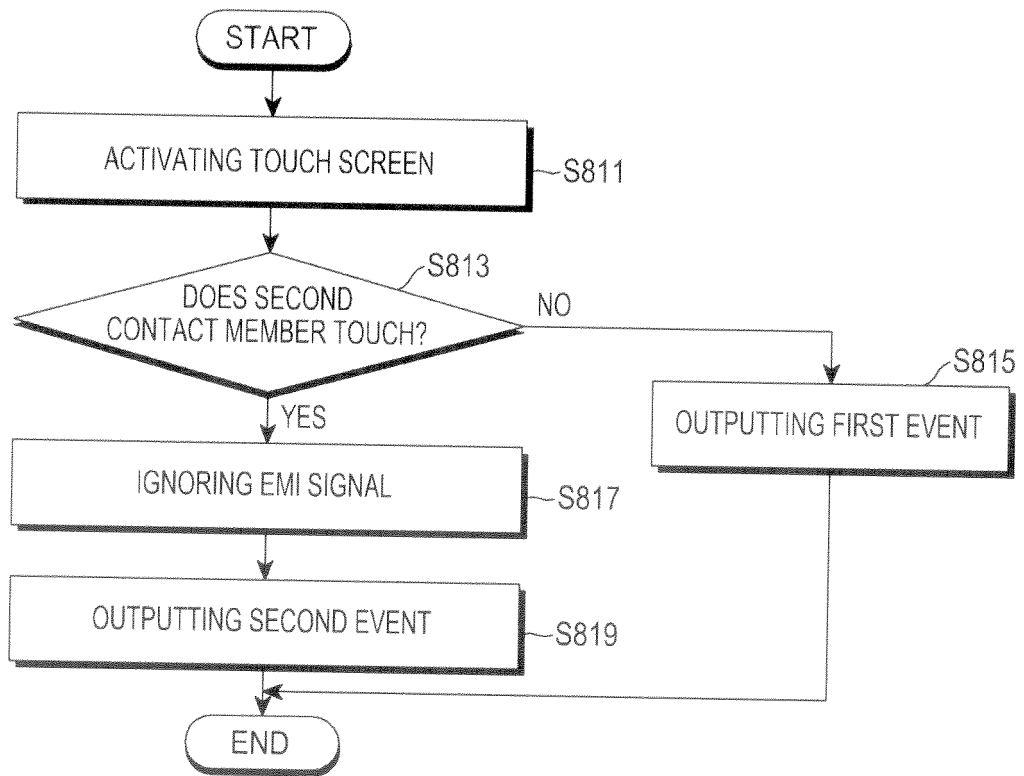 START
ACTIVATING TOUCH SCREEN
S811
S813
DOES SECOND
CONTACT MEMBER TOUCH?
NO
S815
OUTPUTTING FIRST EVENT
YES
IGNORING EMI SIGNAL
S817
OUTPUTTING SECOND EVENT
S819
END